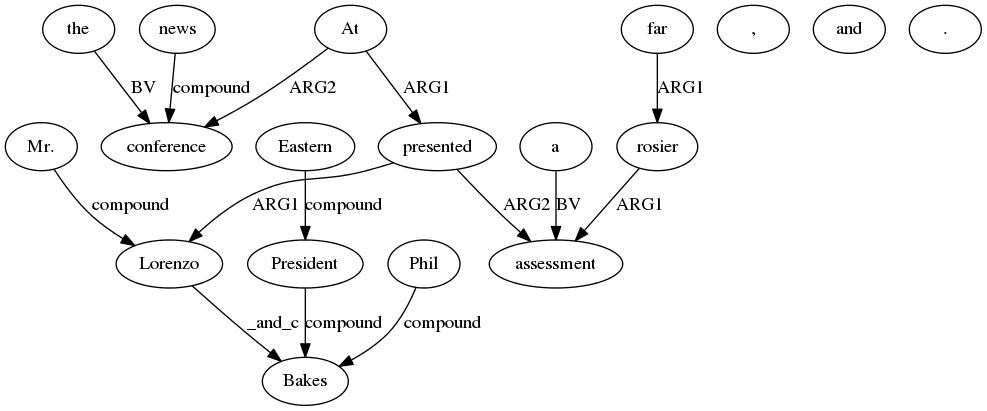 the news At far , and .
BV compound ARG2 ARG1 ARG1
Mr. conference Eastern presented a rosier
compound ARG1 compound ARG2 BV ARG1
Lorenzo President Phil assessment
_and_c compound compound
Bakes